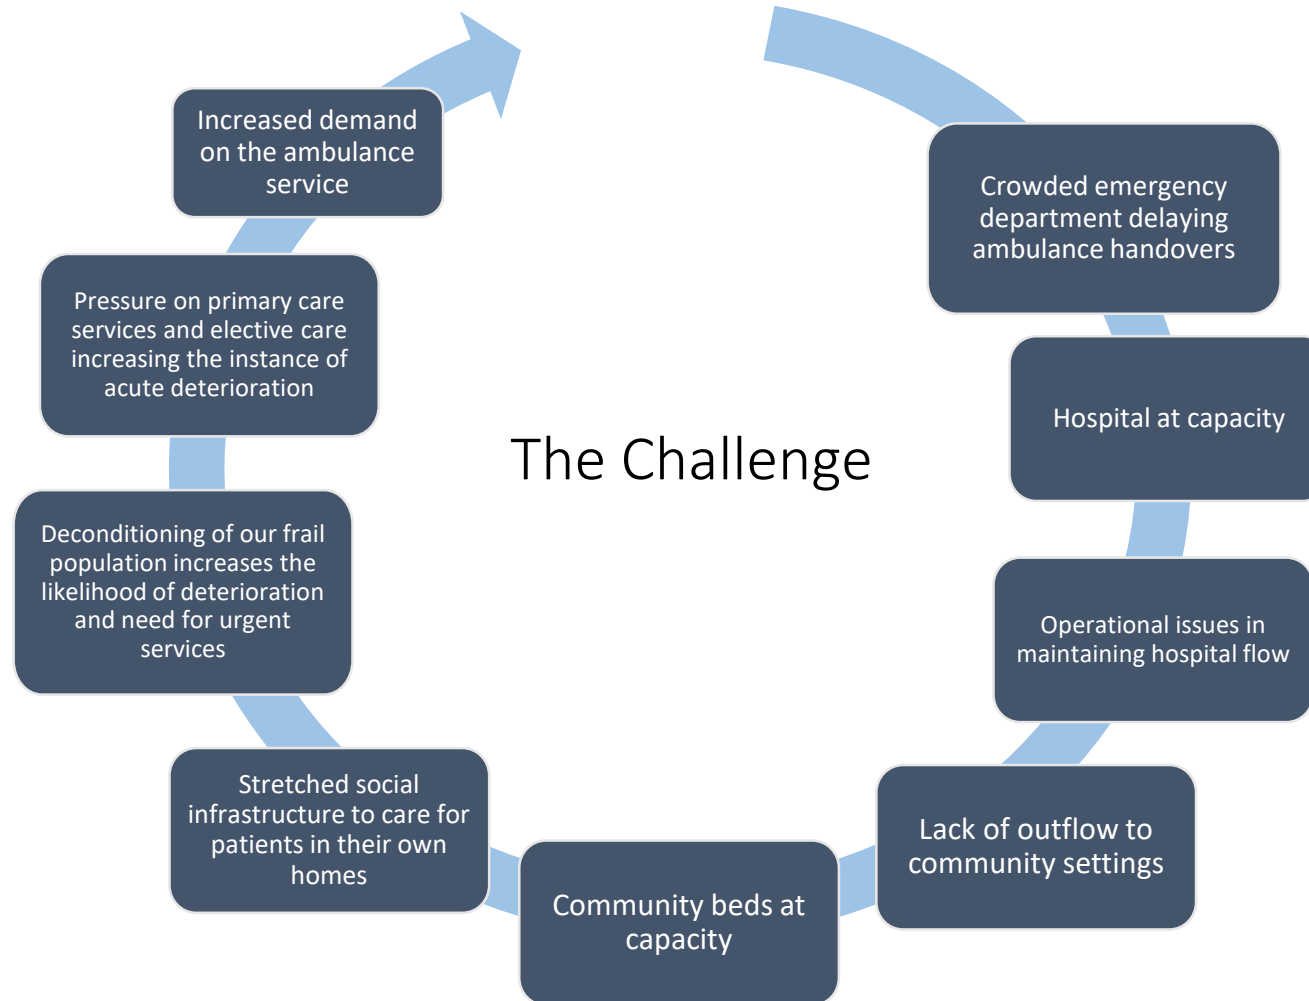 The Challenge
Crowded emergency
department delaying
ambulance handovers
Hospital at capacity
Operational issues in
maintaining hospital flow
Lack of outflow to
community settings
Community beds at
capacity
Stretched social
infrastructure to care for
patients in their own
homes
Deconditioning of our frail
population increases the
likelihood of deterioration
and need for urgent
services
Pressure on primary care
services and elective care
increasing the instance of
acute deterioration
Increased demand
on the ambulance
service